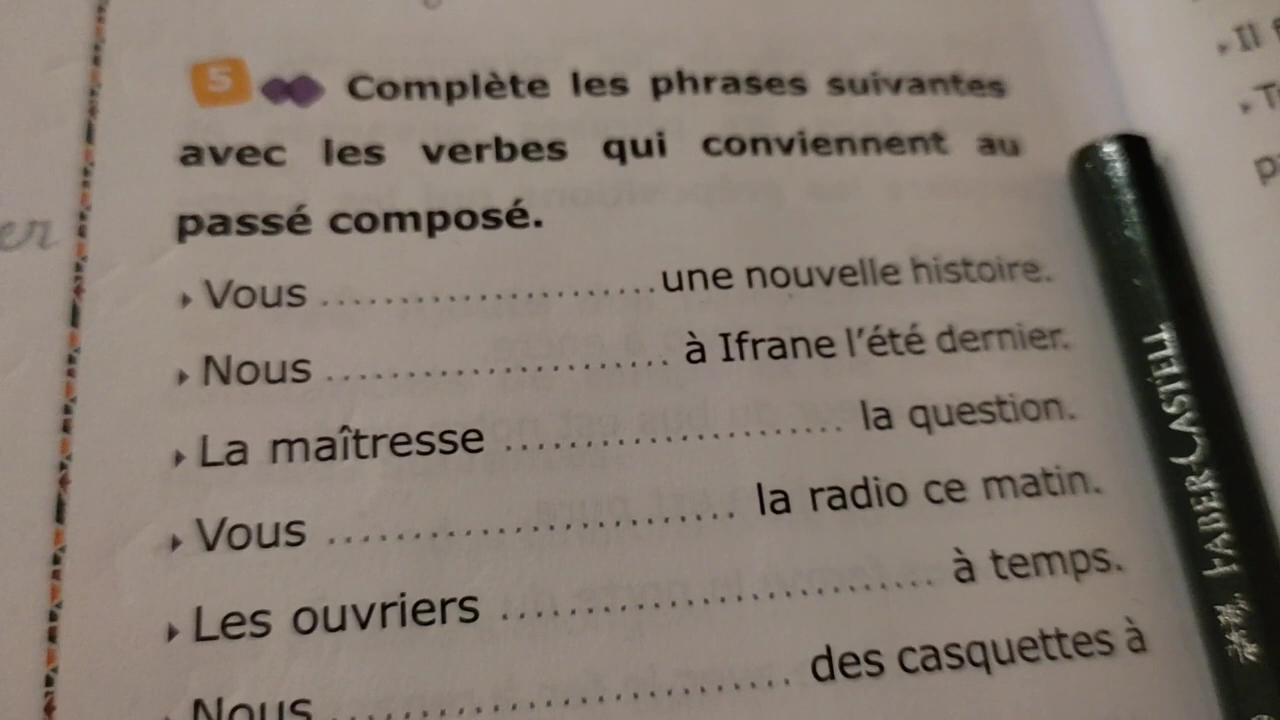 er
5 Complète les phrases suivantes
avec les verbes qui conviennent au
passé composé.
Vous ........................ une nouvelle histoire.
Nous ........................ à Ifrane l'été dernier.
La maîtresse ........................ la question.
Vous ............................ la radio ce matin.
Les ouvriers ............................ à temps.
Nous ................................ des casquettes à
Il
FABER-CASTELL